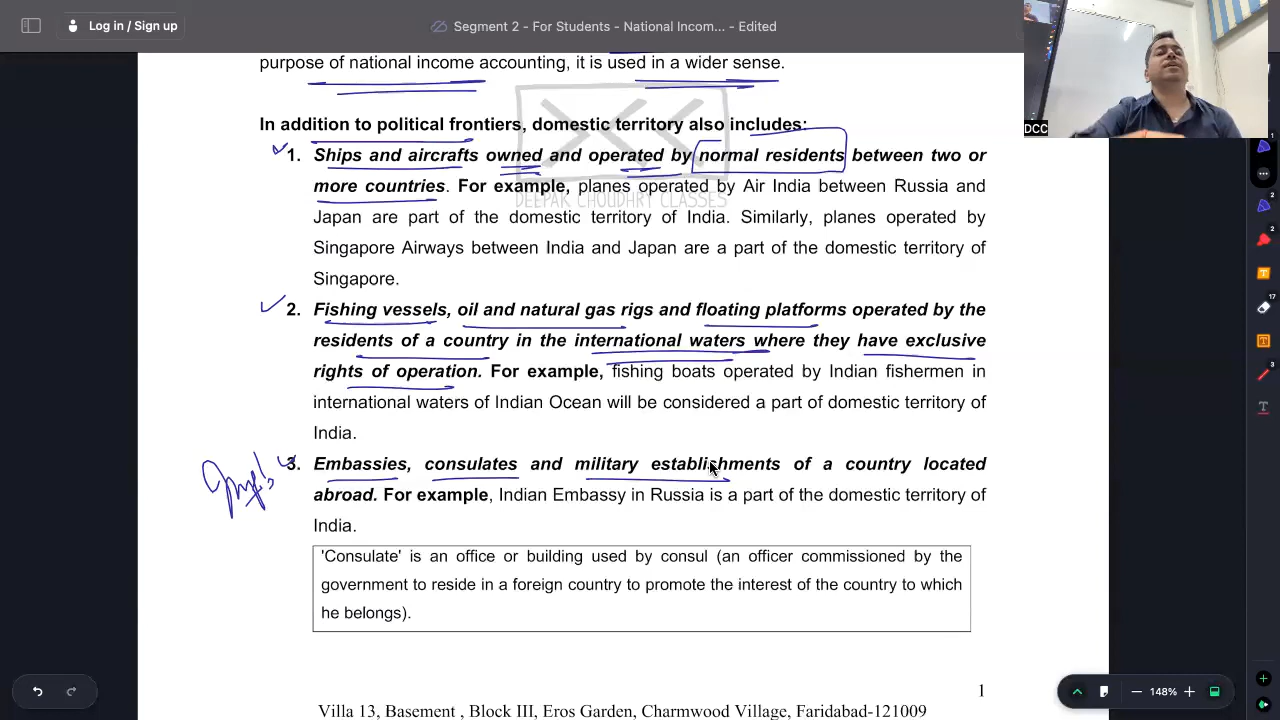 Log in / Sign up
Segment 2 - For Students - National Incom... - Edited
purpose of national income accounting, it is used in a wider sense.
In addition to political frontiers, domestic territory also includes:
1. Ships and aircrafts owned and operated by normal residents between two or
more countries. For example, planes operated by Air India between Russia and
DEEPAK CHOUDHRY CLASSES
Japan are part of the domestic territory of India. Similarly, planes operated by
Singapore Airways between India and Japan are a part of the domestic territory of
Singapore.
2. Fishing vessels, oil and natural gas rigs and floating platforms operated by the
residents of a country in the international waters where they have exclusive
rights of operation. For example, fishing boats operated by Indian fishermen in
international waters of Indian Ocean will be considered a part of domestic territory of
India.
3. Embassies, consulates and military establishments of a country located
abroad. For example, Indian Embassy in Russia is a part of the domestic territory of
India.
'Consulate' is an office or building used by consul (an officer commissioned by the
government to reside in a foreign country to promote the interest of the country to which
he belongs).
1
Villa 13, Basement , Block III, Eros Garden, Charmwood Village, Faridabad-121009
DCC
2
2
17
3
148%